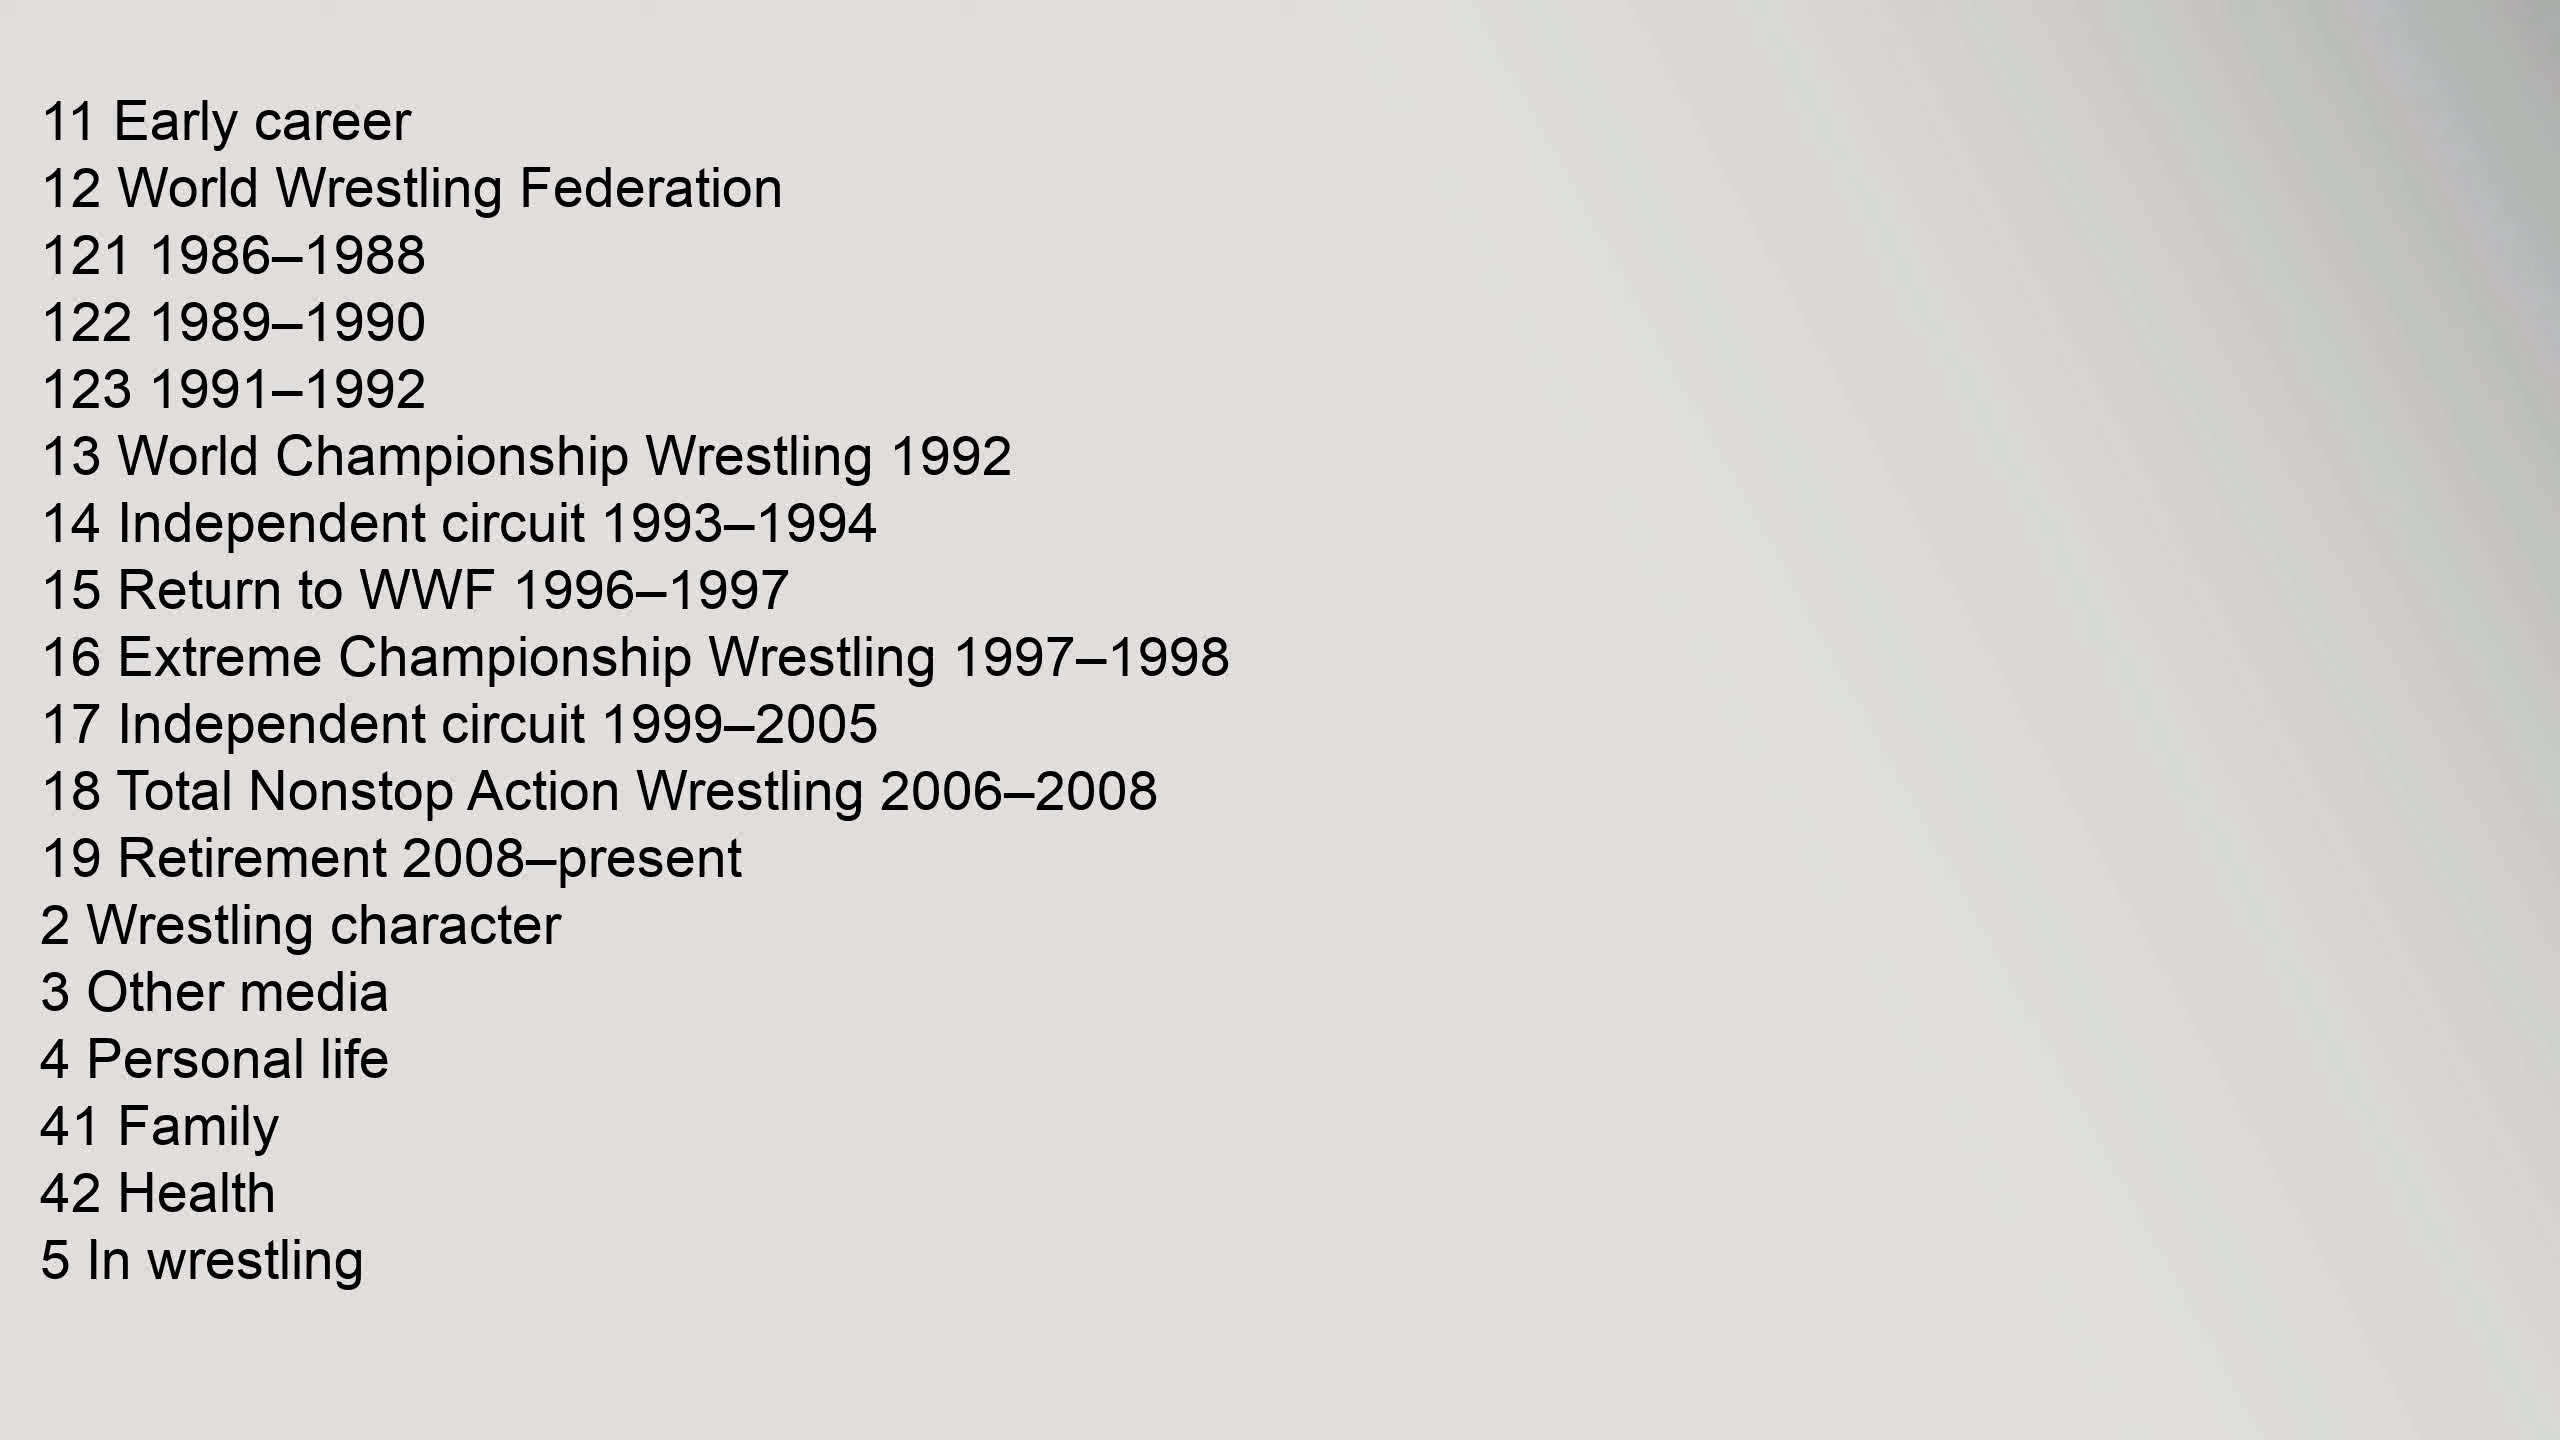 11 Early career
12 World Wrestling Federation
121 1986–1988
122 1989–1990
123 1991–1992
13 World Championship Wrestling 1992
14 Independent circuit 1993–1994
15 Return to WWF 1996–1997
16 Extreme Championship Wrestling 1997–1998
17 Independent circuit 1999–2005
18 Total Nonstop Action Wrestling 2006–2008
19 Retirement 2008–present
2 Wrestling character
3 Other media
4 Personal life
41 Family
42 Health
5 In wrestling